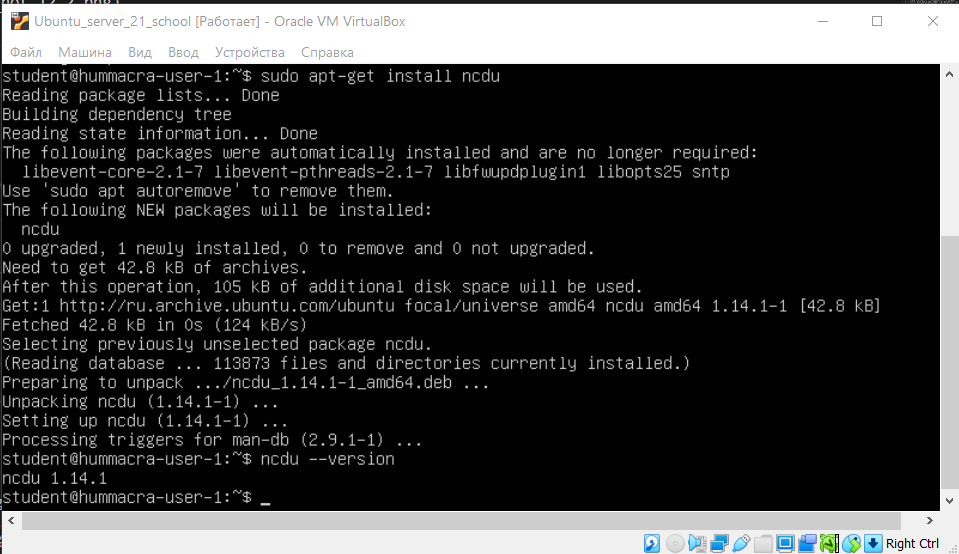 Ubuntu_server_21_school [Работает] - Oracle VM VirtualBox
Файл Машина Вид Ввод Устройства Справка
student@hummacra-user-1:~$ sudo apt-get install ncdu
Reading package lists... Done
Building dependency tree
Reading state information... Done
The following packages were automatically installed and are no longer required:
  libevent-core-2.1-7 libevent-pthreads-2.1-7 libfwupdplugin1 libopts25 sntp
Use 'sudo apt autoremove' to remove them.
The following NEW packages will be installed:
  ncdu
0 upgraded, 1 newly installed, 0 to remove and 0 not upgraded.
Need to get 42.8 kB of archives.
After this operation, 105 kB of additional disk space will be used.
Get:1 http://ru.archive.ubuntu.com/ubuntu focal/universe amd64 ncdu amd64 1.14.1-1 [42.8 kB]
Fetched 42.8 kB in 0s (124 kB/s)
Selecting previously unselected package ncdu.
(Reading database ... 113873 files and directories currently installed.)
Preparing to unpack .../ncdu_1.14.1-1_amd64.deb ...
Unpacking ncdu (1.14.1-1) ...
Setting up ncdu (1.14.1-1) ...
Processing triggers for man-db (2.9.1-1) ...
student@hummacra-user-1:~$ ncdu --version
ncdu 1.14.1
student@hummacra-user-1:~$ _
Right Ctrl